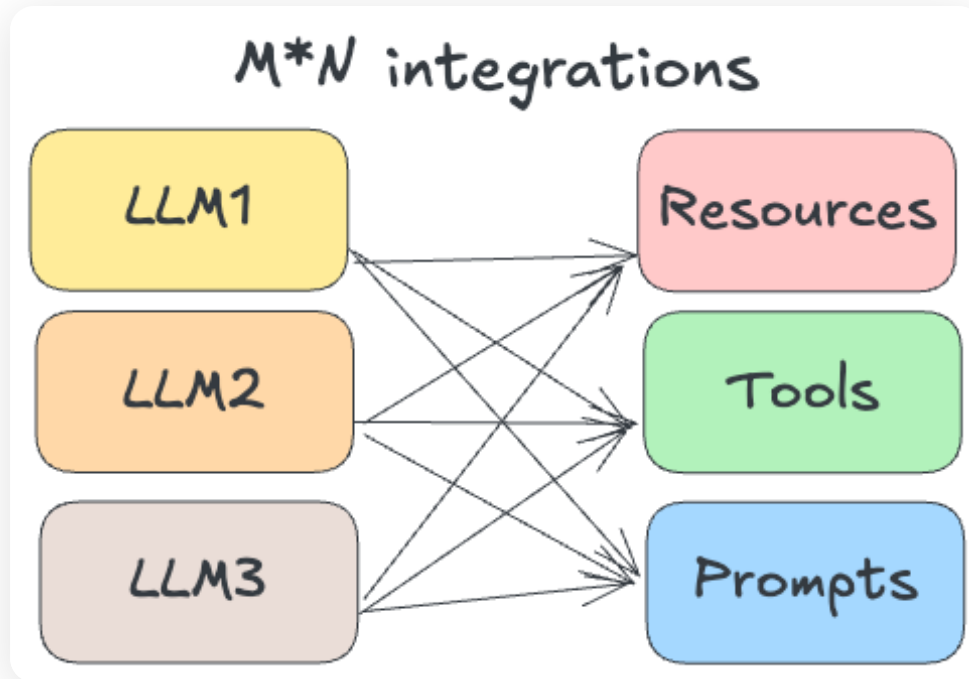 M*N integrations
LLM1
Resources
LLM2
Tools
LLM3
Prompts